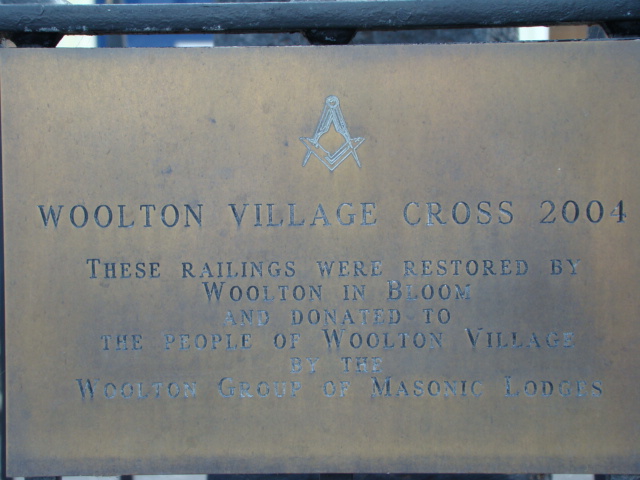 WOOLTON VILLAGE CROSS 2004
THESE RAILINGS WERE RESTORED BY
WOOLTON IN BLOOM
AND DONATED TO
THE PEOPLE OF WOOLTON VILLAGE
BY THE
WOOLTON GROUP OF MASONIC LODGES